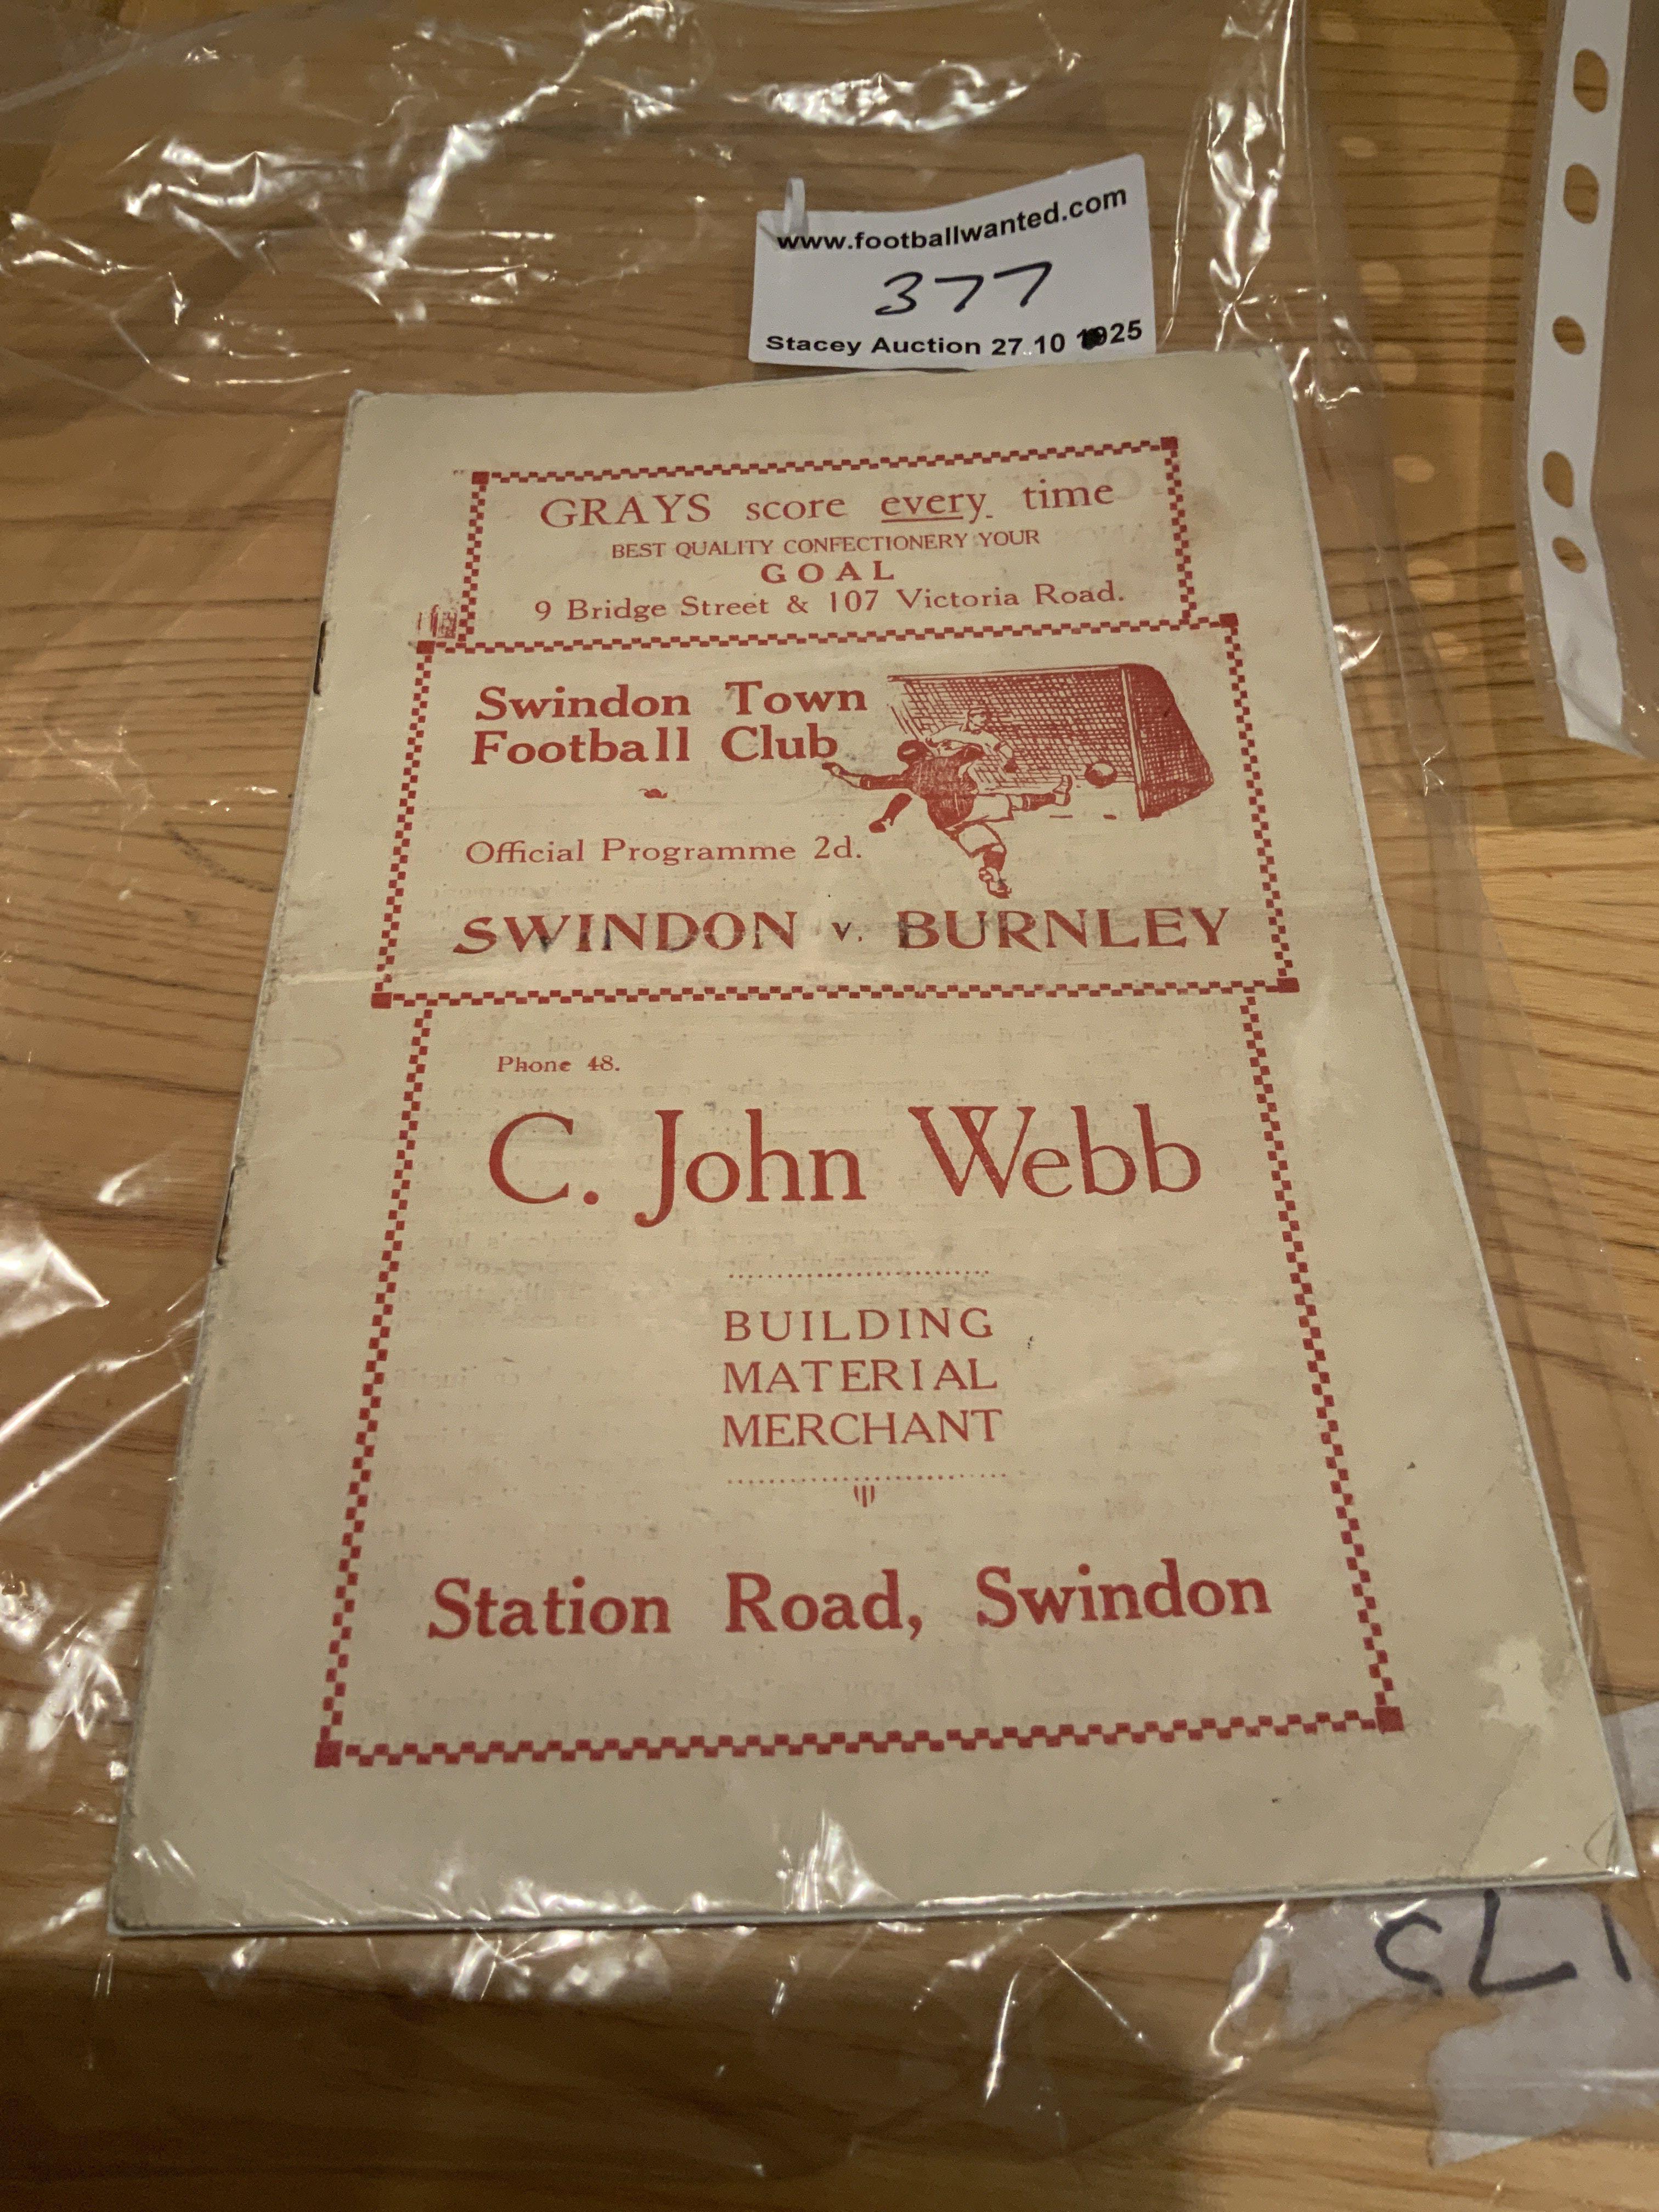 www.footballwanted.com
377
Stacey Auction 27.10 1925
GRAYS score every time
BEST QUALITY CONFECTIONERY YOUR
GOAL
9 Bridge Street & 107 Victoria Road.
Swindon Town
Football Club
Official Programme 2d.
SWINDON v. BURNLEY
Phone 48.
C. John Webb
BUILDING
MATERIAL
MERCHANT
Station Road, Swindon